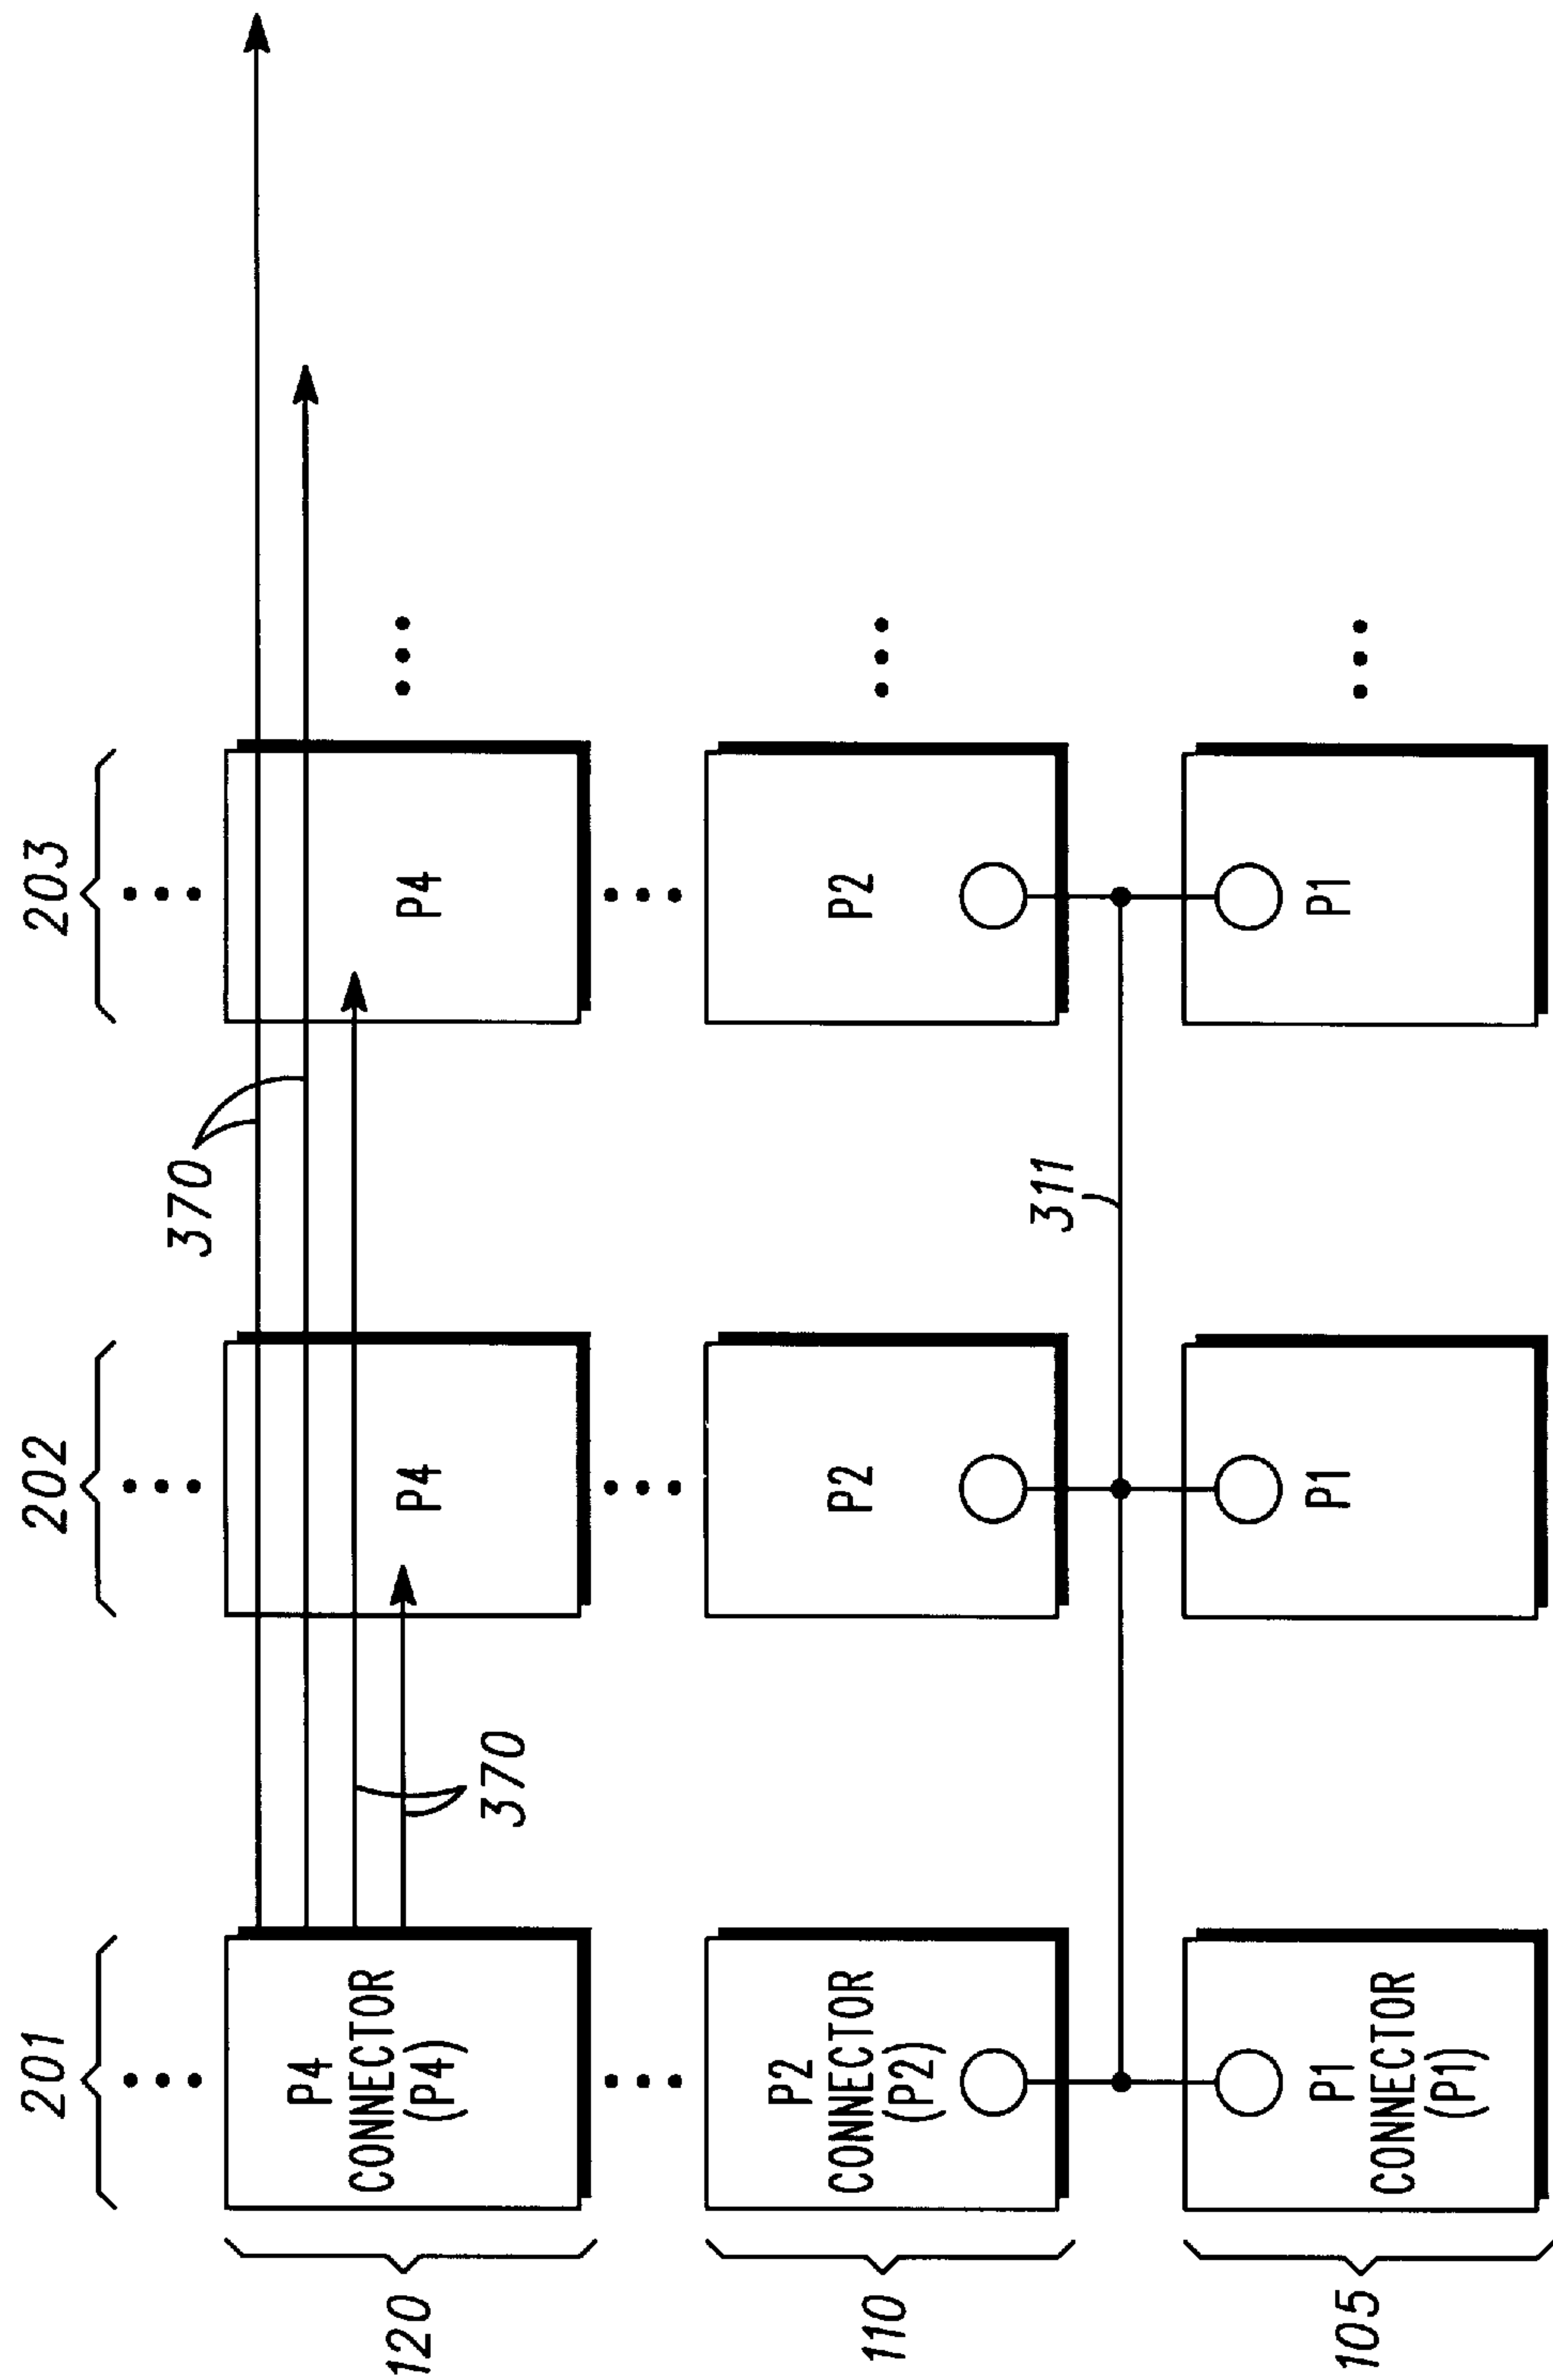 201
202
203
120
P4
CONNECTOR
(P4)
P4
P4
370
370
110
P2
CONNECTOR
(P2)
P2
P2
311
105
P1
CONNECTOR
(P1)
P1
P1